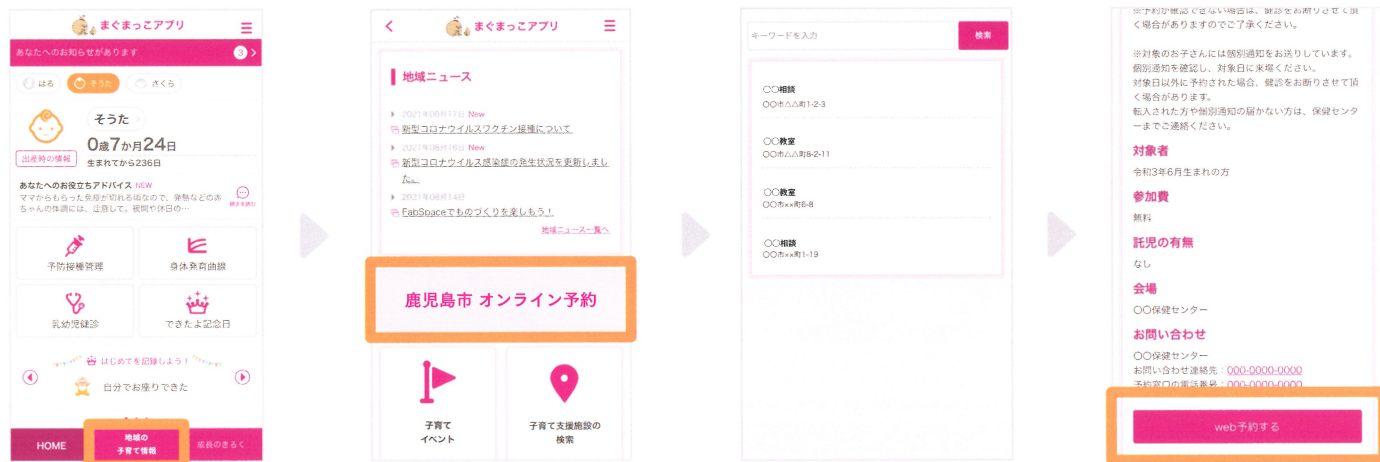 まぐまっこアプリ
あなたへのお知らせがあります
3
はる
そうた
さくら
そうた
0歳7か月24日
出産時の情報
生まれてから236日
あなたへのお役立ちアドバイス NEW
ママからもらった免疫が切れる頃なので、発熱などのあ
ちゃんの体調には、注意して。夜間や休日の…
続きを読む
予防接種管理
身体発育曲線
乳幼児健診
できたよ記念日
はじめてを記録しよう!
自分でお座りできた
HOME
地域の
子育て情報
成長のきろく
まぐまっこアプリ
地域ニュース
2021年08月17日 New
新型コロナウイルスワクチン接種について
2021年08月16日 New
新型コロナウイルス感染症の発生状況を更新しまし
た。
2021年08月14日
FabSpaceでものづくりを楽しもう!
地域ニュース一覧へ
鹿児島市 オンライン予約
子育て
イベント
子育て支援施設の
検索
キーワードを入力
検索
〇〇相談
〇〇市△△町1-2-3
〇〇教室
〇〇市△△町8-2-11
〇〇教室
〇〇市××町6-8
〇〇相談
〇〇市××町1-19
※予約が確認できない場合は、健診をお断りさせて頂
く場合がありますのでご了承ください。
※対象のお子さんには個別通知をお送りしています。
個別通知を確認し、対象日に来場ください。
対象日以外に予約された場合、健診をお断りさせて頂
く場合があります。
転入された方や個別通知の届かない方は、保健センタ
ーまでご連絡ください。
対象者
令和3年6月生まれの方
参加費
無料
託児の有無
なし
会場
〇〇保健センター
お問い合わせ
〇〇保健センター
お問い合わせ連絡先:000-0000-0000
予約窓口の電話番号:000-0000-0000
web予約する